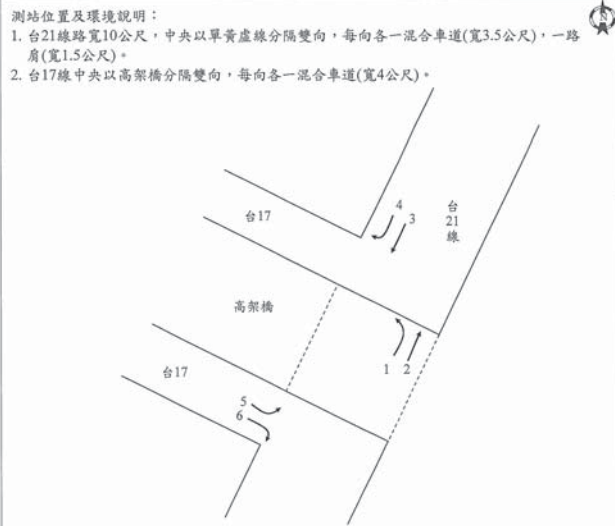 測站位置及環境說明：
1. 台21線路寬10公尺，中央以單黃虛線分隔雙向，每向各一混合車道(寬3.5公尺)，一路
肩(寬1.5公尺)。
2. 台17線中央以高架橋分隔雙向，每向各一混合車道(寬4公尺)。
4
3
台
21
線
台17
高架橋
1 2
台17
5
6